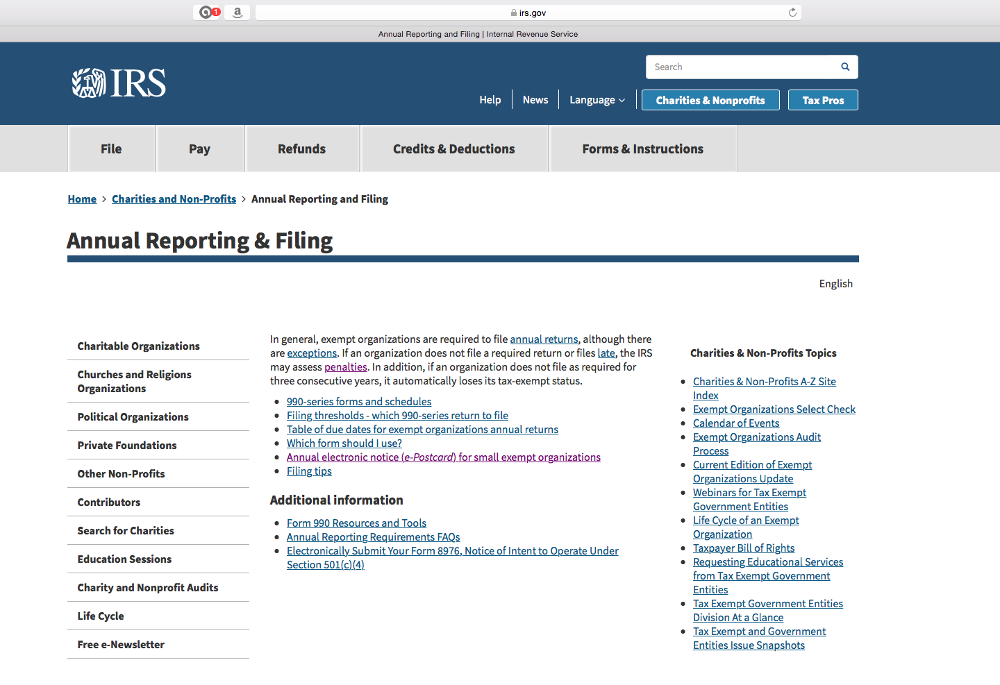 1
a
irs.gov
Annual Reporting and Filing | Internal Revenue Service
IRS
Search
Help
News
Language
Charities & Nonprofits
Tax Pros
File
Pay
Refunds
Credits & Deductions
Forms & Instructions
Home > Charities and Non-Profits > Annual Reporting and Filing
Annual Reporting & Filing
English
Charitable Organizations
Churches and Religions
Organizations
Political Organizations
Private Foundations
Other Non-Profits
Contributors
Search for Charities
Education Sessions
Charity and Nonprofit Audits
Life Cycle
Free e-Newsletter
In general, exempt organizations are required to file annual returns, although there
are exceptions. If an organization does not file a required return or files late, the IRS
may assess penalties. In addition, if an organization does not file as required for
three consecutive years, it automatically loses its tax-exempt status.
• 990-series forms and schedules
• Filing thresholds - which 990-series return to file
• Table of due dates for exempt organizations annual returns
• Which form should I use?
• Annual electronic notice (e-Postcard) for small exempt organizations
• Filing tips
Additional information
• Form 990 Resources and Tools
• Annual Reporting Requirements FAQs
• Electronically Submit Your Form 8976, Notice of Intent to Operate Under
Section 501(c)(4)
Charities & Non-Profits Topics
• Charities & Non-Profits A-Z Site
Index
• Exempt Organizations Select Check
• Calendar of Events
• Exempt Organizations Audit
Process
• Current Edition of Exempt
Organizations Update
• Webinars for Tax Exempt
Government Entities
• Life Cycle of an Exempt
Organization
• Taxpayer Bill of Rights
• Requesting Educational Services
from Tax Exempt Government
Entities
• Tax Exempt Government Entities
Division At a Glance
• Tax Exempt and Government
Entities Issue Snapshots